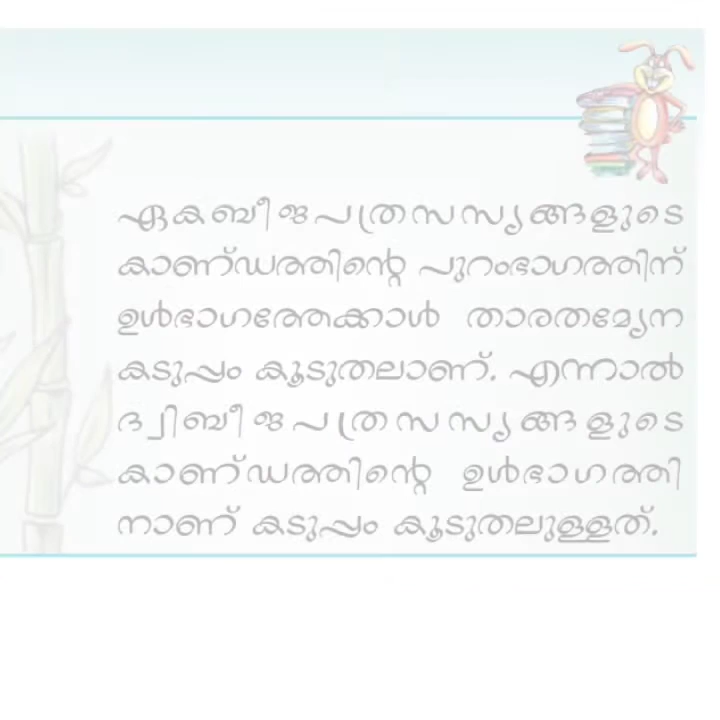 ഏകബീജപത്രസസ്യങ്ങളുടെ
കാണ്ഡത്തിന്റെ പുറംഭാഗത്തിന്
ഉൾഭാഗത്തേക്കാൾ താരതമ്യേന
കടുപ്പം കൂടുതലാണ്. എന്നാൽ
ദ്വിബീജപത്രസസ്യങ്ങളുടെ
കാണ്ഡത്തിന്റെ ഉൾഭാഗത്തി
നാണ് കടുപ്പം കൂടുതലുള്ളത്.